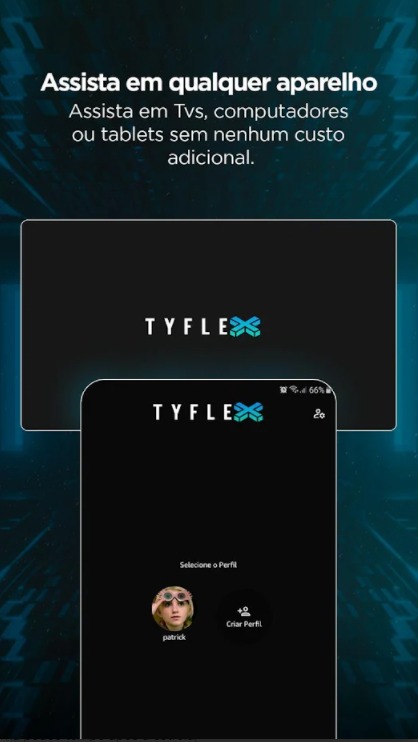 Assista em qualquer aparelho
Assista em Tvs, computadores
ou tablets sem nenhum custo
adicional.
TYFLEX
66%
TYFLEX
Selecione o Perfil
patrick
Criar Perfil